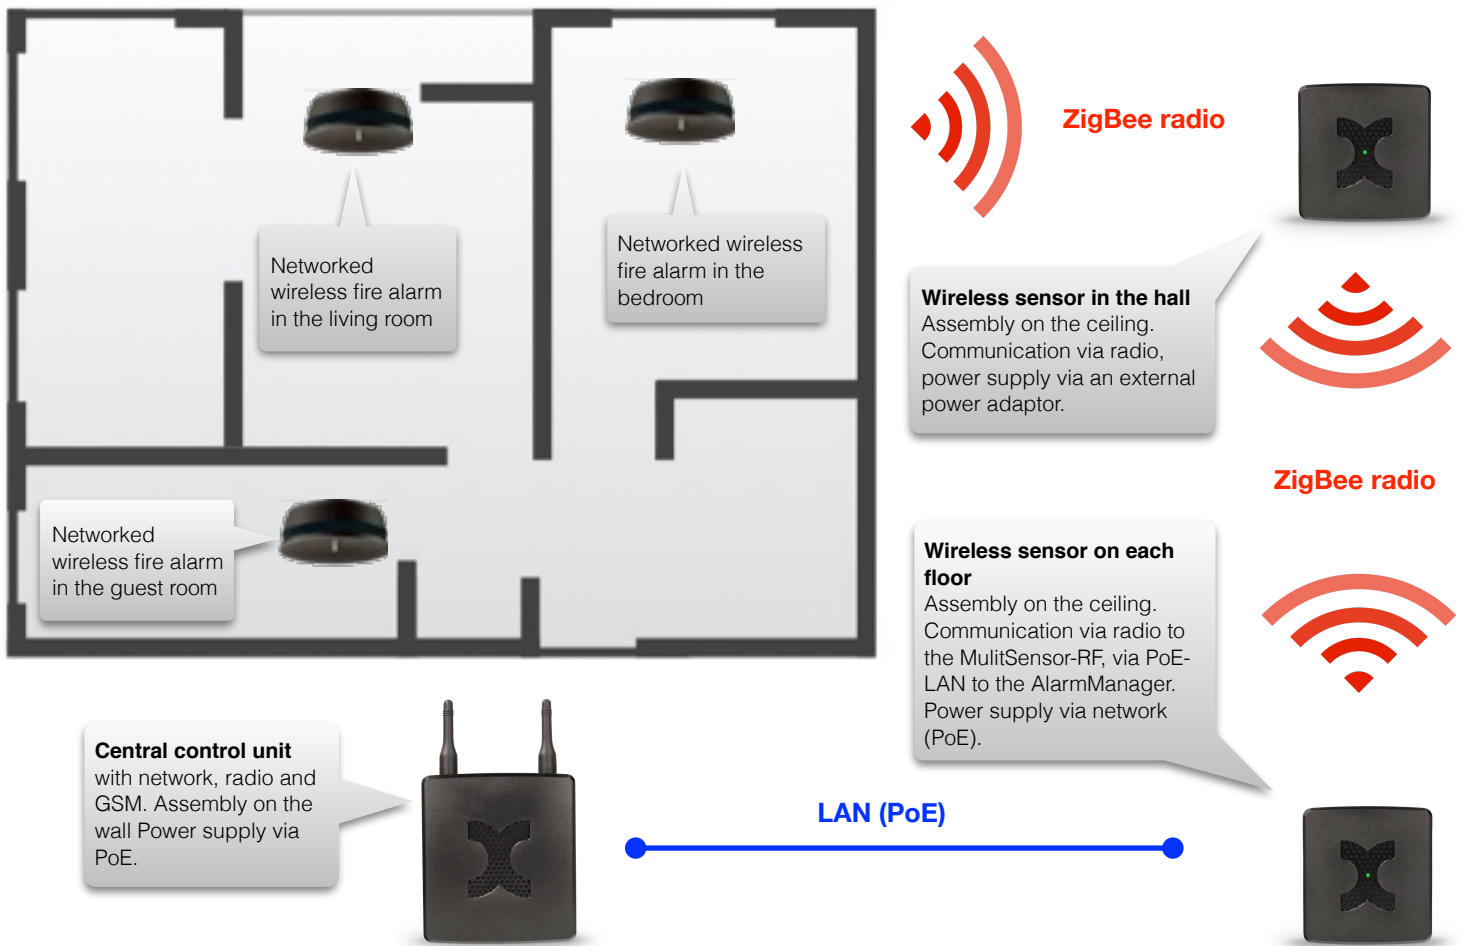 ZigBee radio
Networked
wireless fire alarm
in the living room
Networked wireless
fire alarm in the
bedroom
Wireless sensor in the hall
Assembly on the ceiling.
Communication via radio,
power supply via an external
power adaptor.
ZigBee radio
Networked
wireless fire alarm
in the guest room
Wireless sensor on each
floor
Assembly on the ceiling.
Communication via radio to
the MulitSensor-RF, via PoE-
LAN to the AlarmManager.
Power supply via network
(PoE).
Central control unit
with network, radio and
GSM. Assembly on the
wall Power supply via
PoE.
LAN (PoE)